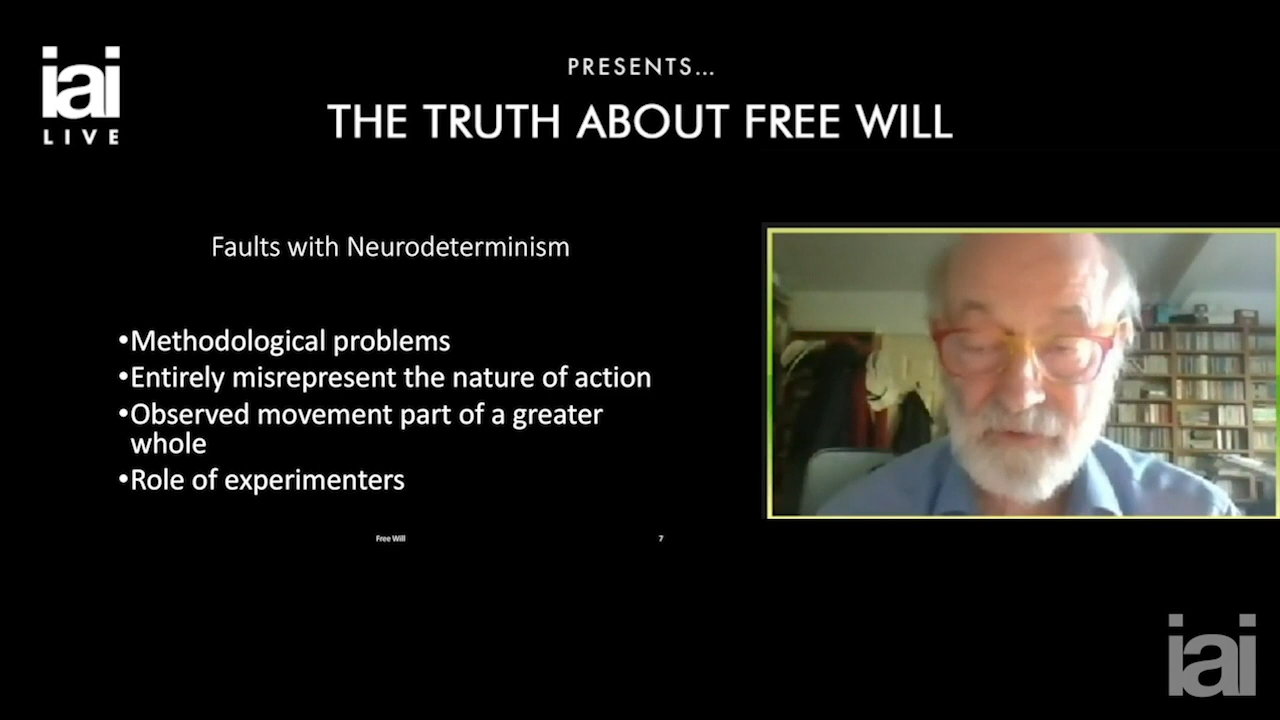 iai
LIVE
PRESENTS...
THE TRUTH ABOUT FREE WILL
Faults with Neurodeterminism
•Methodological problems
•Entirely misrepresent the nature of action
•Observed movement part of a greater
whole
•Role of experimenters
Free Will
7
iai